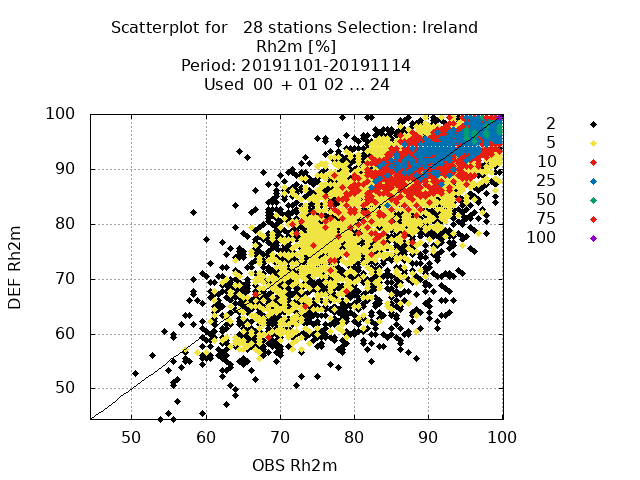 Scatterplot for 28 stations Selection: Ireland
Rh2m [%]
Period: 20191101-20191114
Used 00 + 01 02 ... 24
100
90
80
70
60
50
DEF Rh2m
50 60 70 80 90 100
OBS Rh2m
2
5
10
25
50
75
100